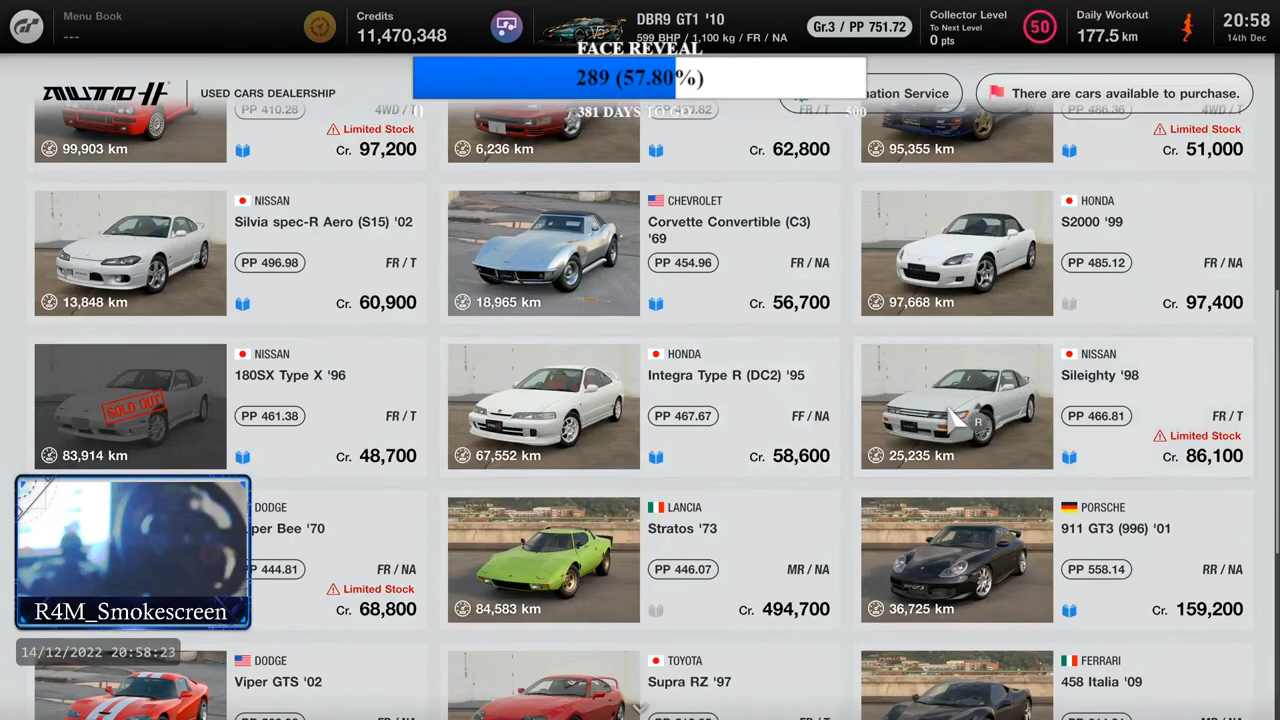 Menu Book
---
Credits
11,470,348
DBR9 GT1 '10
599 BHP / 1,100 kg / FR / NA
Gr.3 / PP 751.72
Collector Level
To Next Level
0 pts
50
Daily Workout
177.5 km
20:58
14th Dec
FACE REVEAL
289 (57.80%)
381 DAYS TO GO
500
AUTO
USED CARS DEALERSHIP
uation Service
There are cars available to purchase.
PP 410.28
4WD /
Limited Stock
99,903 km
Cr. 97,200
6,236 km
Cr. 62,800
FR / T
PP 486.36
4WD / T
Limited Stock
95,355 km
Cr. 51,000
NISSAN
Silvia spec-R Aero (S15) '02
PP 496.98
FR / T
13,848 km
Cr. 60,900
CHEVROLET
Corvette Convertible (C3)
'69
PP 454.96
FR / NA
18,965 km
Cr. 56,700
HONDA
S2000 '99
PP 485.12
FR / NA
97,668 km
Cr. 97,400
NISSAN
180SX Type X '96
PP 461.38
FR / T
SOLD OUT
83,914 km
Cr. 48,700
HONDA
Integra Type R (DC2) '95
PP 467.67
FF / NA
67,552 km
Cr. 58,600
NISSAN
Sileighty '98
PP 466.81
FR / T
R
Limited Stock
25,235 km
Cr. 86,100
DODGE
per Bee '70
444.81
FR / NA
Limited Stock
Cr. 68,800
R4M_Smokescreen
LANCIA
Stratos '73
PP 446.07
MR / NA
84,583 km
Cr. 494,700
PORSCHE
911 GT3 (996) '01
PP 558.14
RR / NA
36,725 km
Cr. 159,200
14/12/2022 20:58:23
DODGE
Viper GTS '02
TOYOTA
Supra RZ '97
FERRARI
458 Italia '09